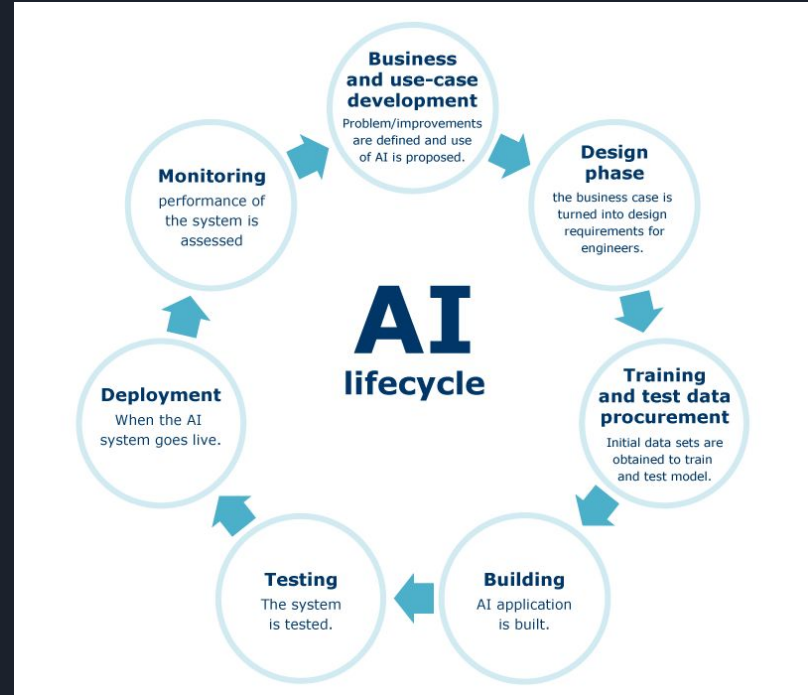 Business
and use-case
development
Problem/improvements
are defined and use
of AI is proposed.
Design
phase
the business case is
turned into design
requirements for
engineers.
Training
and test data
procurement
Initial data sets are
obtained to train
and test model.
Building
AI application
is built.
Testing
The system
is tested.
Deployment
When the AI
system goes live.
Monitoring
performance of
the system is
assessed
AI
lifecycle